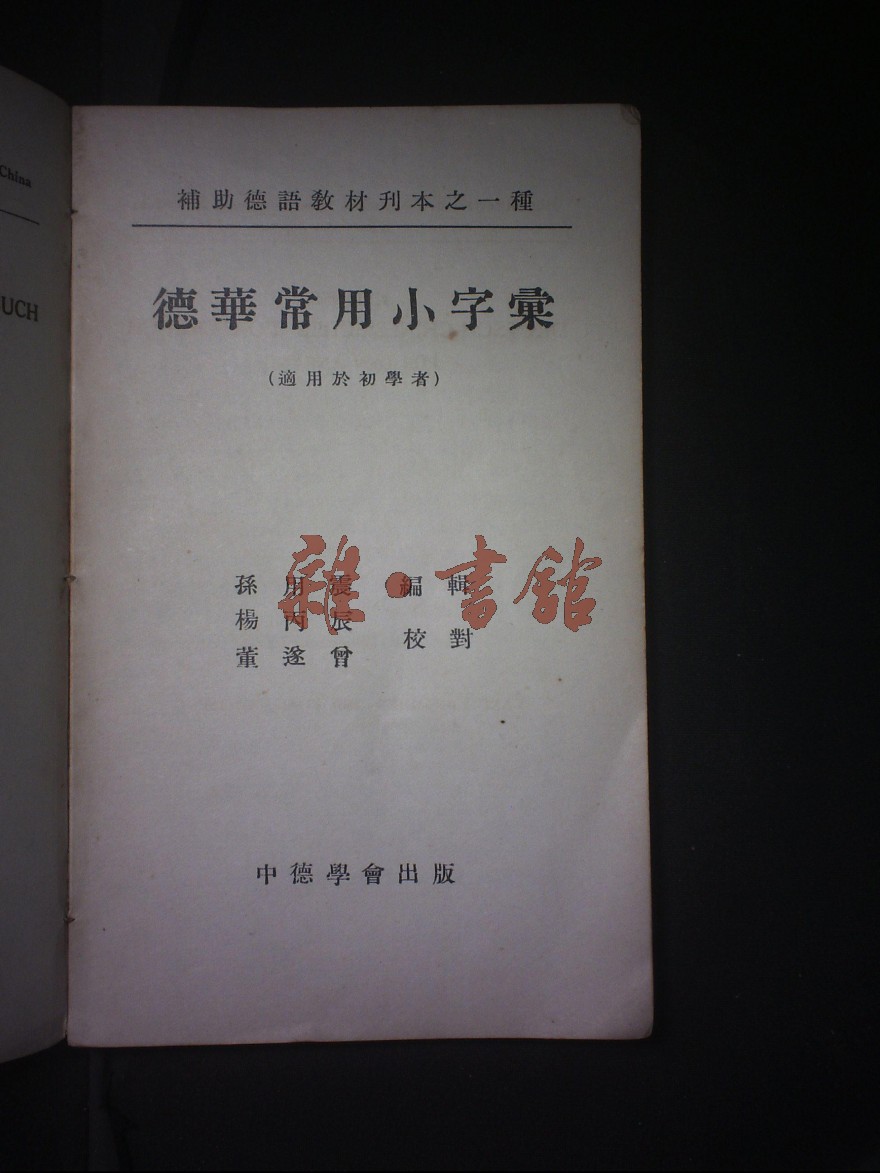 China
UCH
補助德語敎材刊本之一種
德華常用小字彙
(適用於初學者)
孫用震 編輯
楊丙辰
校對
董遂曾
雜·書館
中德學會出版